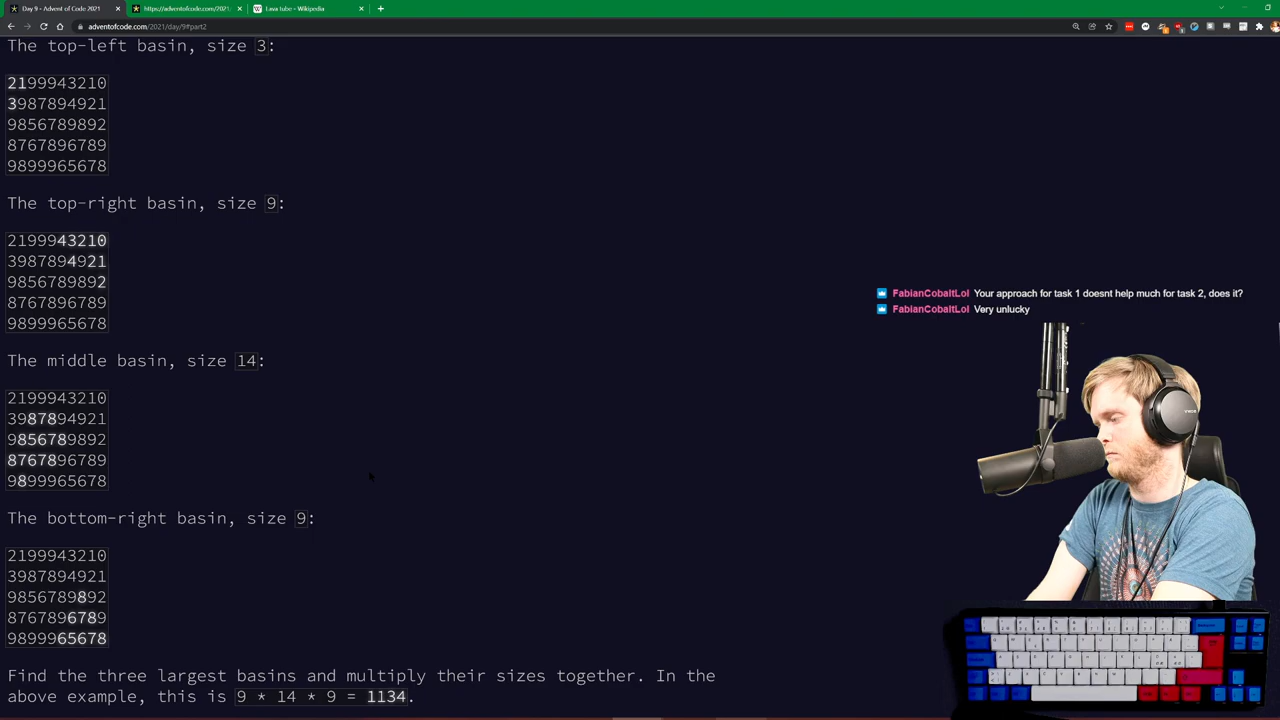 Day 9 - Advent of Code 2021
https://adventofcode.com/2021/
Lava tube - Wikipedia
adventofcode.com/2021/day/9#part2
The top-left basin, size 3:
2199943210
3987894921
9856789892
8767896789
9899965678
The top-right basin, size 9:
2199943210
3987894921
9856789892
8767896789
9899965678
FabianCobaltLol Your approach for task 1 doesnt help much for task 2, does it?
FabianCobaltLol Very unlucky
The middle basin, size 14:
2199943210
3987894921
9856789892
8767896789
9899965678
The bottom-right basin, size 9:
2199943210
3987894921
9856789892
8767896789
9899965678
Find the three largest basins and multiply their sizes together. In the
above example, this is 9 * 14 * 9 = 1134.